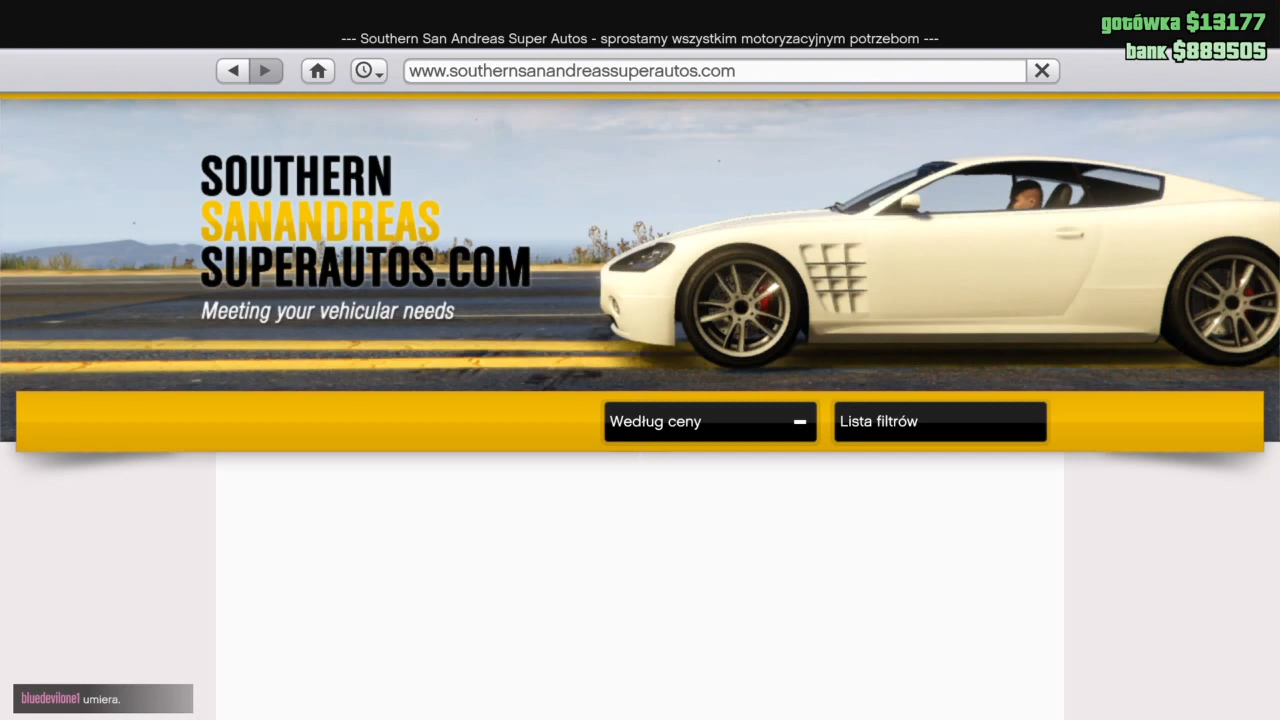 gotówka $13177
--- Southern San Andreas Super Autos - sprostamy wszystkim motoryzacyjnym potrzebom ---
bank $889505
www.southernsanandreassuperautos.com
SOUTHERN
SANANDREAS
SUPERAUTOS.COM
Meeting your vehicular needs
Według ceny
Lista filtrów
bluedevilone1 umiera.